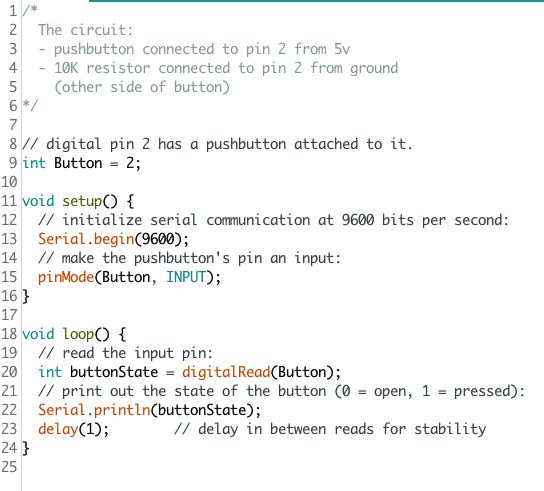 1 /*
2   The circuit:
3   - pushbutton connected to pin 2 from 5v
4   - 10K resistor connected to pin 2 from ground
5     (other side of button)
6 */
7
8 // digital pin 2 has a pushbutton attached to it.
9 int Button = 2;
10
11 void setup() {
12   // initialize serial communication at 9600 bits per second:
13   Serial.begin(9600);
14   // make the pushbutton's pin an input:
15   pinMode(Button, INPUT);
16 }
17
18 void loop() {
19   // read the input pin:
20   int buttonState = digitalRead(Button);
21   // print out the state of the button (0 = open, 1 = pressed):
22   Serial.println(buttonState);
23   delay(1);        // delay in between reads for stability
24 }
25